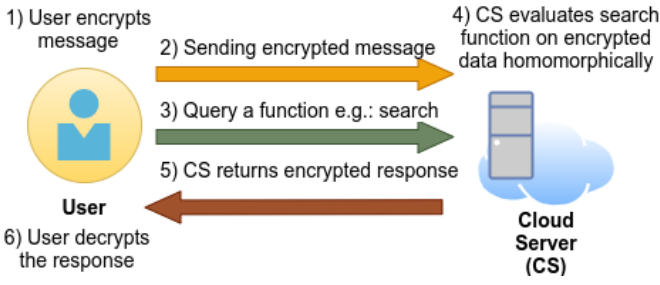 1) User encrypts
message
2) Sending encrypted message
3) Query a function e.g.: search
4) CS evaluates search
function on encrypted
data homomorphically
5) CS returns encrypted response
User
6) User decrypts
the response
Cloud
Server
(CS)